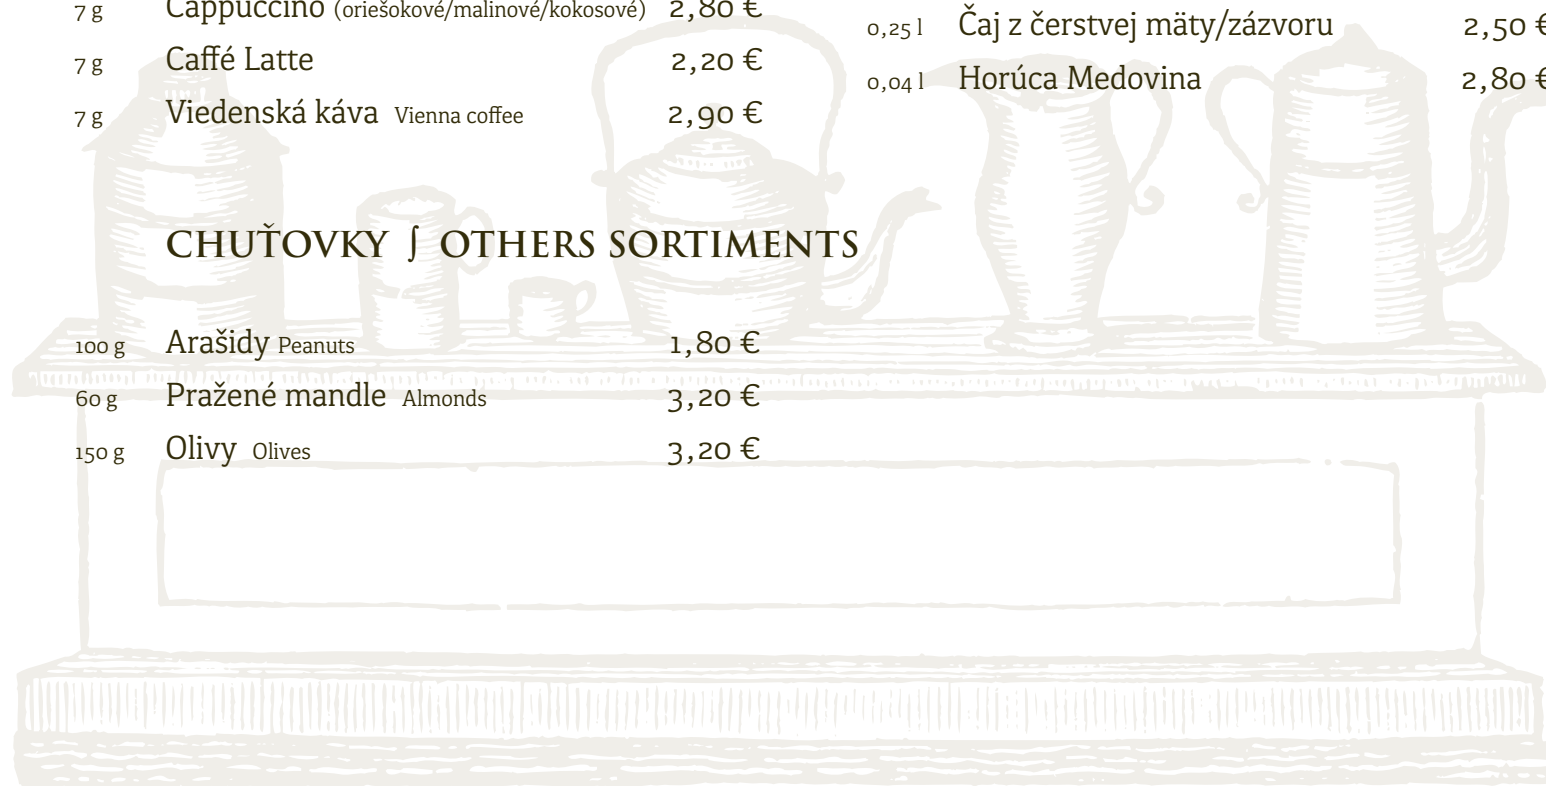 7 g Cappuccino (oriešokové/malinové/kokosové) 2,80 €
7 g Caffé Latte 2,20 €
7 g Viedenská káva Vienna coffee 2,90 €
CHUŤOVKY ∫ OTHERS SORTIMENTS
100 g Arašidy Peanuts 1,80 €
60 g Pražené mandle Almonds 3,20 €
150 g Olivy Olives 3,20 €
0,25 l Čaj z čerstvej mäty/zázvoru 2,50 €
0,04 l Horúca Medovina 2,80 €